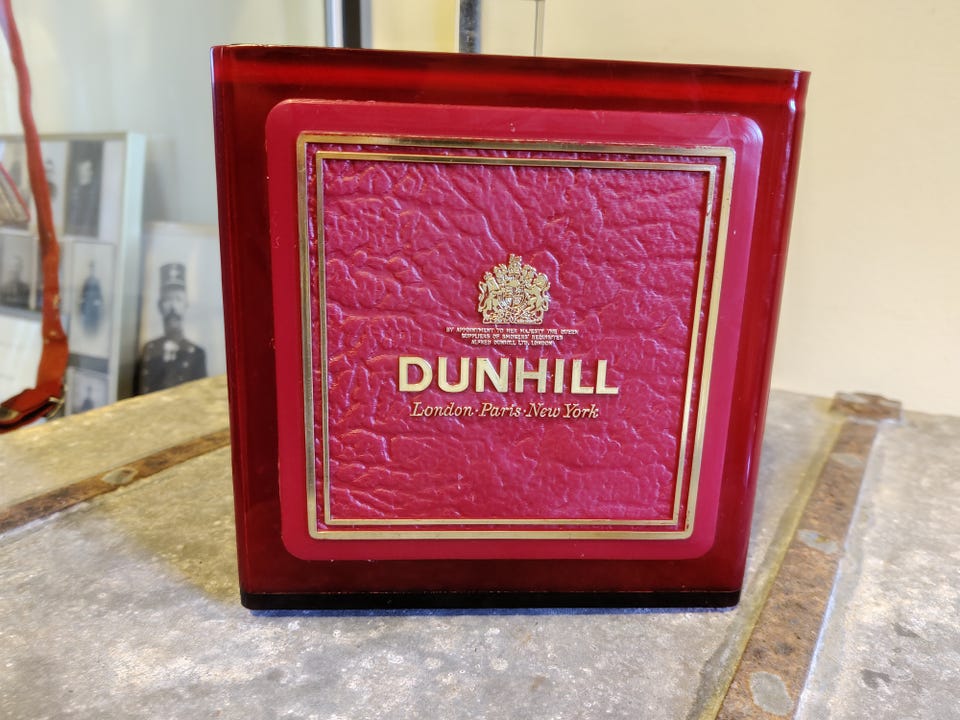 BY APPOINTMENT TO HER MAJESTY THE QUEEN
SUPPLIERS OF SMOKERS' REQUISITES
ALFRED DUNHILL LTD. LONDON
DUNHILL
London·Paris·New York